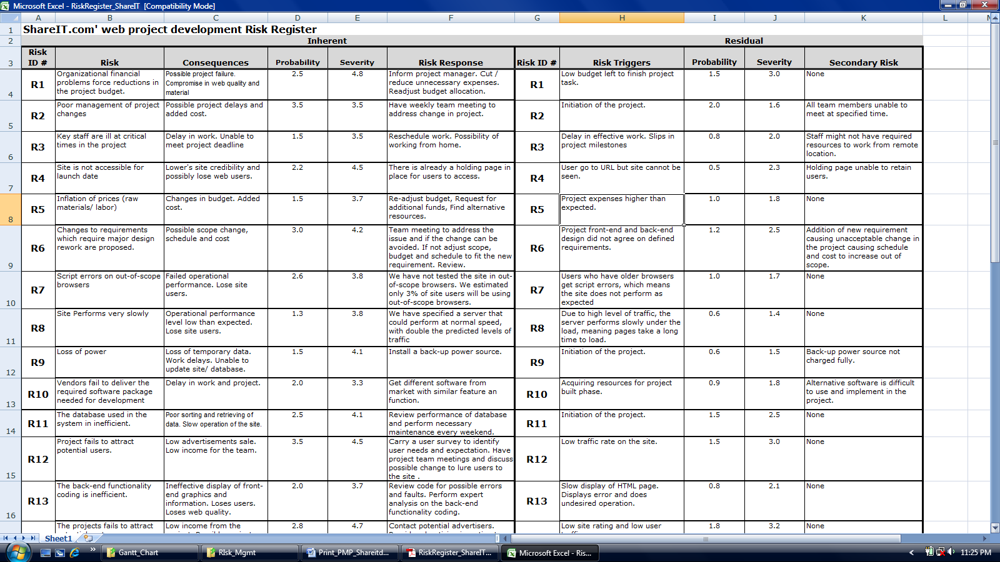 Microsoft Excel - RiskRegister_ShareIT [Compatibility Mode]
A B C D E F G H I J K L
1 ShareIT.com' web project development Risk Register
2 Inherent Residual
3 Risk ID # Risk Consequences Probability Severity Risk Response Risk ID # Risk Triggers Probability Severity Secondary Risk
4 R1 Organizational financial problems force reductions in the project budget. Possible project failure. Compromise in web quality and material 2.5 4.8 Inform project manager. Cut / reduce unnecessary expenses. Readjust budget allocation. R1 Low budget left to finish project task. 1.5 3.0 None
5 R2 Poor management of project changes Possible project delays and added cost. 3.5 3.5 Have weekly team meeting to address change in project. R2 Initiation of the project. 2.0 1.6 All team members unable to meet at specified time.
6 R3 Key staff are ill at critical times in the project Delay in work. Unable to meet project deadline 1.5 3.5 Reschedule work. Possibility of working from home. R3 Delay in effective work. Slips in project milestones 0.8 2.0 Staff might not have required resources to work from remote location.
7 R4 Site is not accessible for launch date Lower's site credibility and possibly lose web users. 2.2 4.5 There is already a holding page in place for users to access. R4 User go to URL but site cannot be seen. 0.5 2.3 Holding page unable to retain users.
8 R5 Inflation of prices (raw materials/ labor) Changes in budget. Added cost. 1.5 3.7 Re-adjust budget, Request for additional funds, Find alternative resources. R5 Project expenses higher than expected. 1.0 1.8 None
9 R6 Changes to requirements which require major design rework are proposed. Possible scope change, schedule and cost 3.0 4.2 Team meeting to address the issue and if the change can be avoided. If not adjust scope, budget and schedule to fit the new requirement. Review. R6 Project front-end and back-end design did not agree on defined requirements. 1.2 2.5 Addition of new requirement causing unacceptable change in the project causing schedule and cost to increase out of scope.
10 R7 Script errors on out-of-scope browsers Failed operational performance. Lose site users. 2.6 3.8 We have not tested the site in out-of-scope browsers. We estimated only 3% of site users will be using out-of-scope browsers. R7 Users who have older browsers get script errors, which means the site does not perform as expected 1.0 1.7 None
11 R8 Site Performs very slowly Operational performance level low than expected. Lose site users. 1.3 3.8 We have specified a server that could perform at normal speed, with double the predicted levels of traffic R8 Due to high level of traffic, the server performs slowly under the load, meaning pages take a long time to load. 0.6 1.4 None
12 R9 Loss of power Loss of temporary data. Work delays. Unable to update site/ database. 1.5 4.1 Install a back-up power source. R9 Initiation of the project. 0.6 1.5 Back-up power source not charged fully.
13 R10 Vendors fail to deliver the required software package needed for development Delay in work and project. 2.0 3.3 Get different software from market with similar feature an function. R10 Acquiring resources for project built phase. 0.9 1.8 Alternative software is difficult to use and implement in the project.
14 R11 The database used in the system in inefficient. Poor sorting and retrieving of data. Slow operation of the site. 2.5 4.1 Review performance of database and perform necessary maintenance every weekend. R11 Initiation of the project. 1.5 2.5 None
15 R12 Project fails to attract potential users. Low advertisements sale. Low income for the team. 3.5 4.5 Carry a user survey to identify user needs and expectation. Have project team meetings and discuss possible change to lure users to the site . R12 Low traffic rate on the site. 1.5 3.0 None
16 R13 The back-end functionality coding is inefficient. Ineffective display of front-end graphics and information. Loses users. Loses web quality. 2.0 3.7 Review code for possible errors and faults. Perform expert analysis on the back-end functionality coding. R13 Slow display of HTML page. Displays error and does undesired operation. 0.8 2.1 None
The projects fails to attract Low income from the 2.8 4.7 Contact potential advertisers. Low site rating and low user 1.8 3.2 None
Sheet1
Gantt_Chart RIsk_Mgmt Print_PMP_Shareitd... RiskRegister_ShareIT... Microsoft Excel - Ris... 11:25 PM